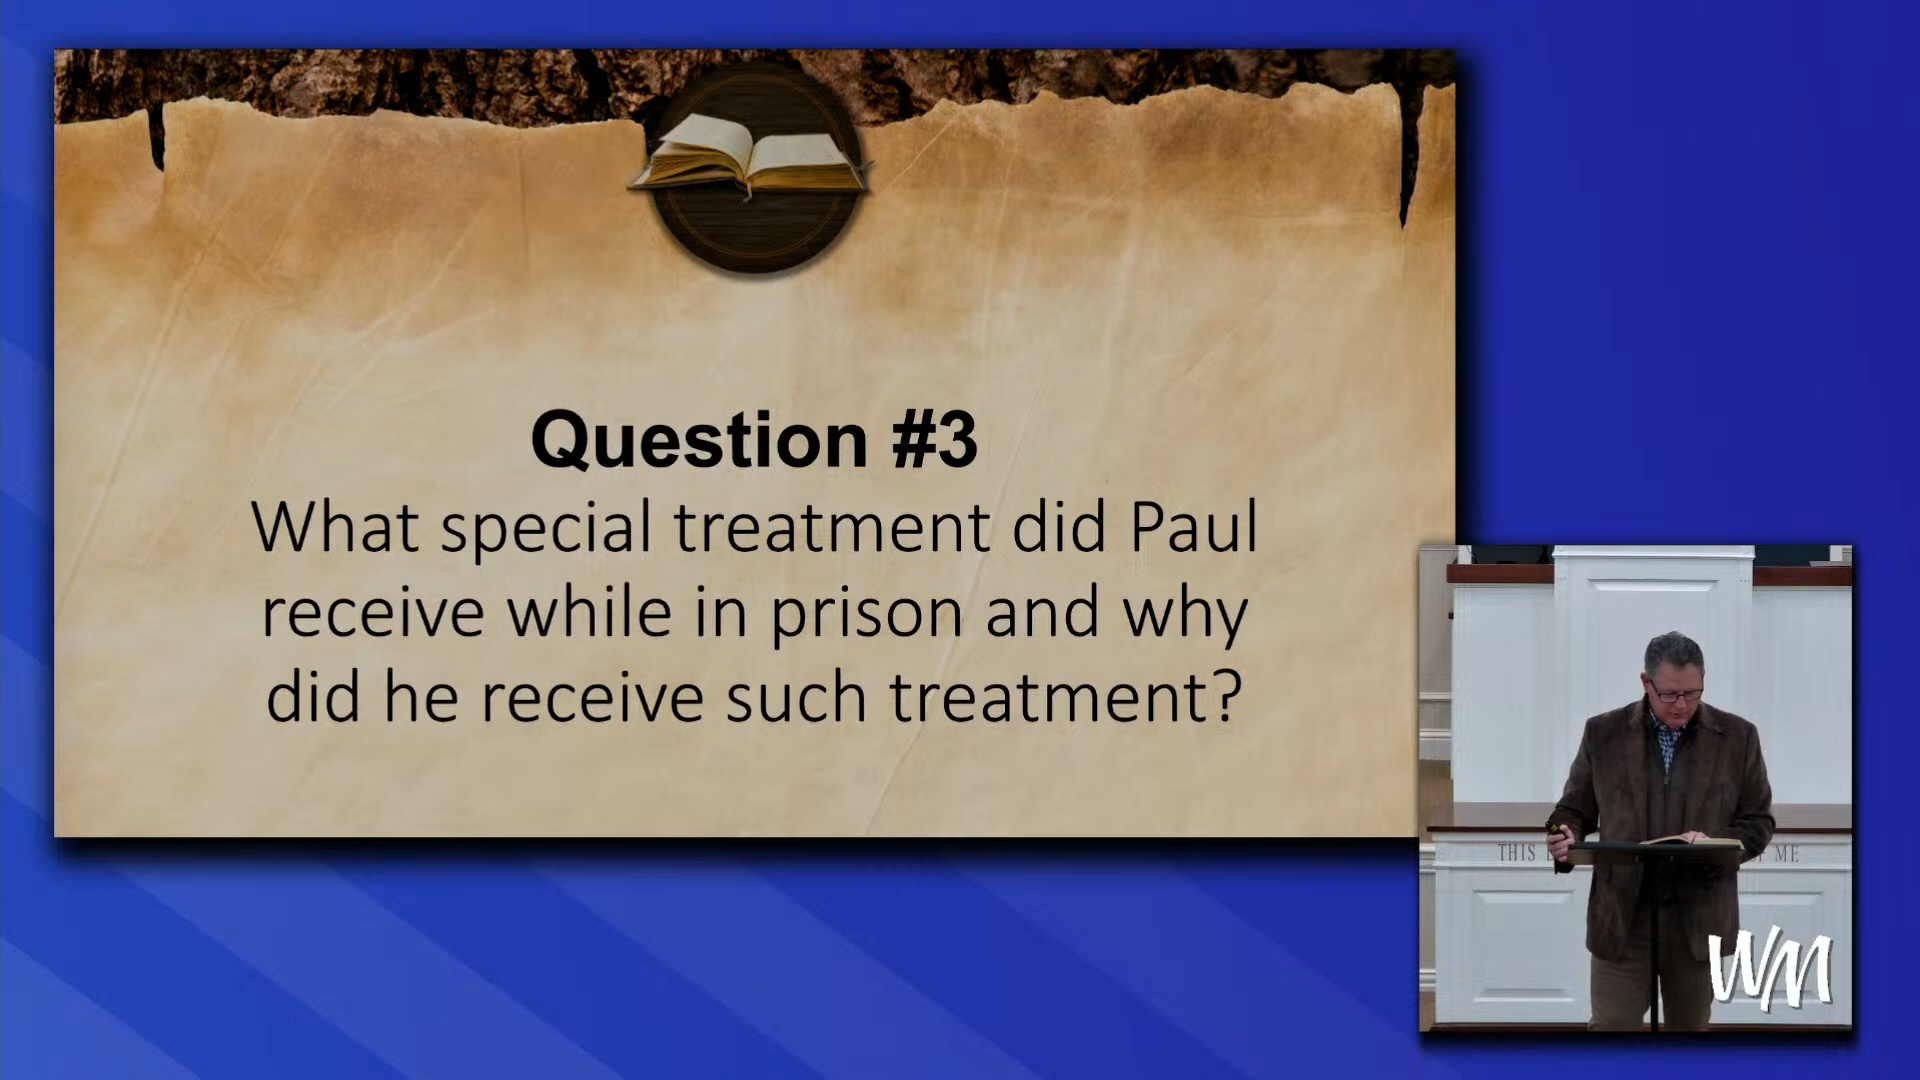 Question #3
What special treatment did Paul
receive while in prison and why
did he receive such treatment?
THIS
ME
WM